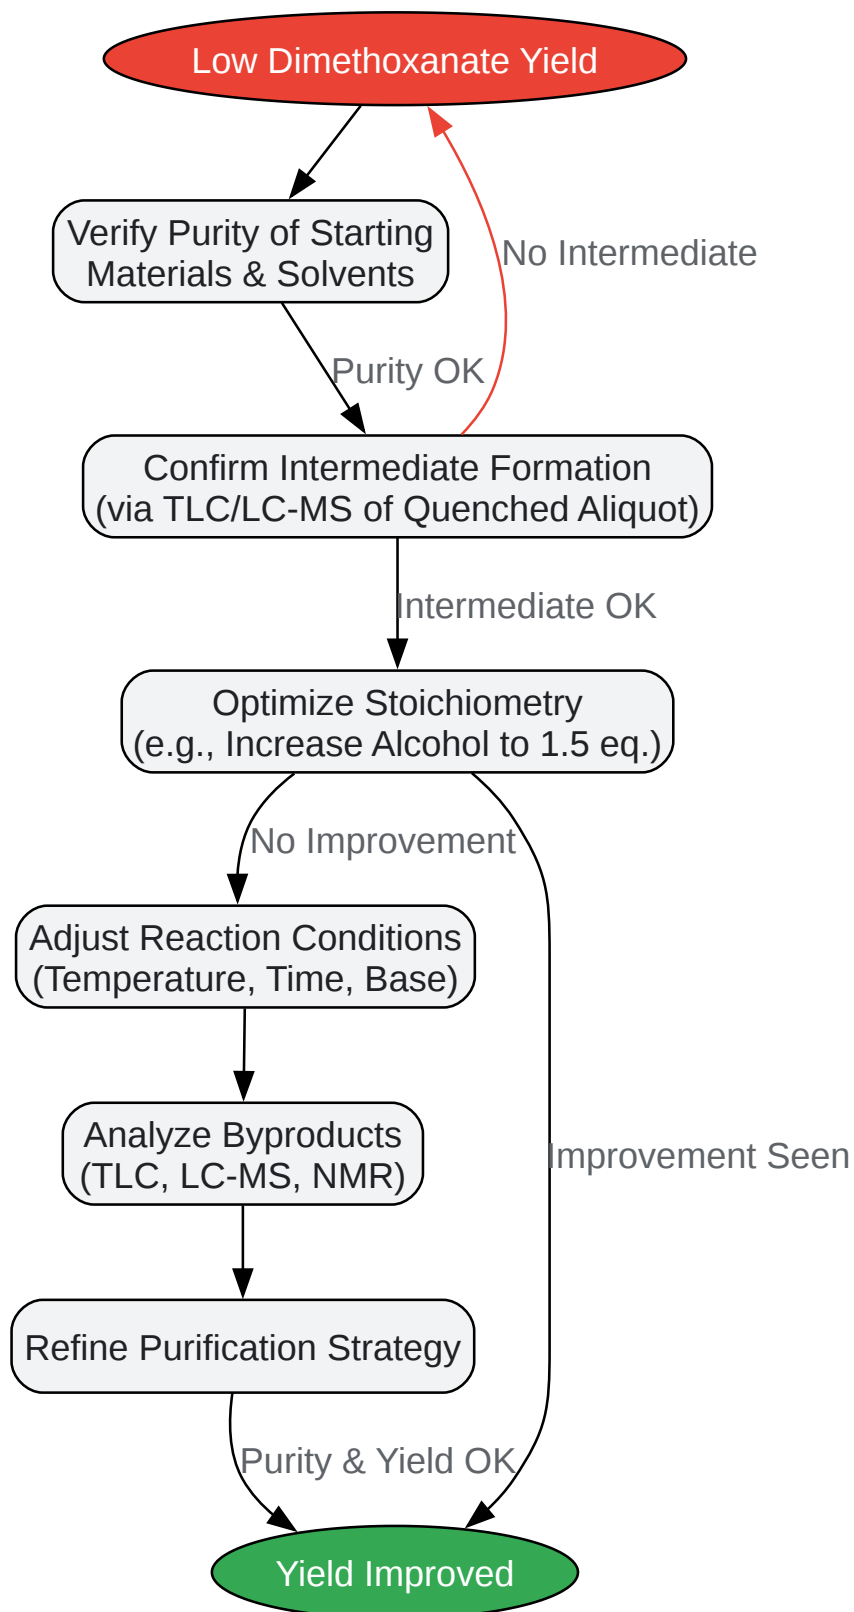 Low Dimethoxanate Yield
Verify Purity of Starting
Materials & Solvents
No Intermediate
Purity OK
Confirm Intermediate Formation
(via TLC/LC-MS of Quenched Aliquot)
Intermediate OK
Optimize Stoichiometry
(e.g., Increase Alcohol to 1.5 eq.)
No Improvement
Adjust Reaction Conditions
(Temperature, Time, Base)
Analyze Byproducts
(TLC, LC-MS, NMR)
Improvement Seen
Refine Purification Strategy
Purity & Yield OK
Yield Improved